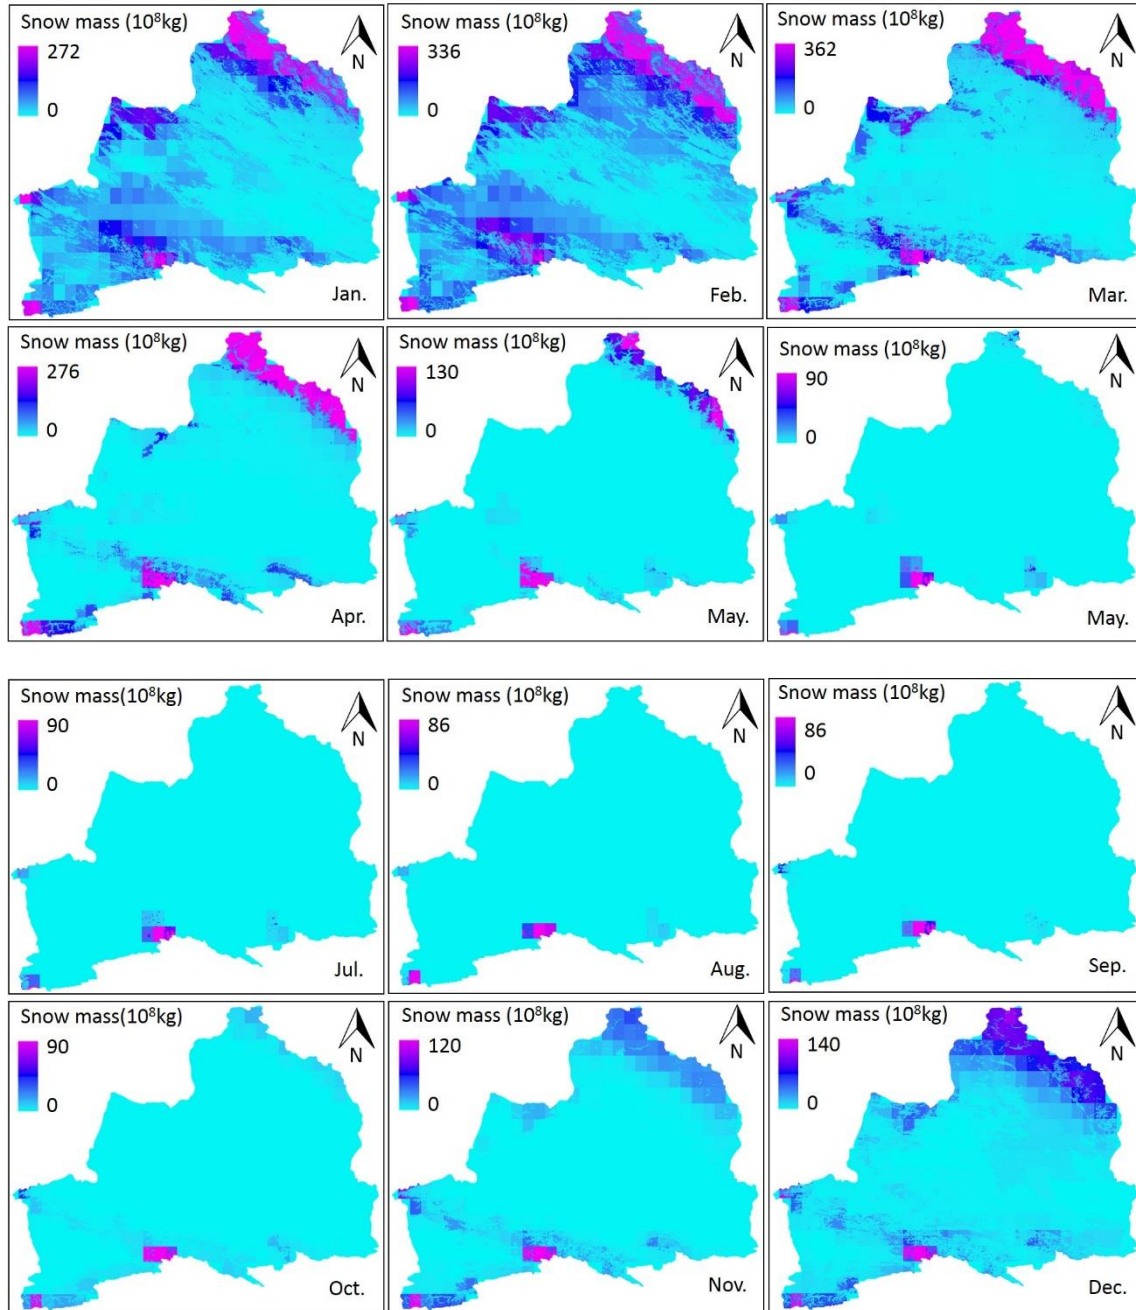 Snow mass (10⁸kg)
272
0
N
Jan.
Snow mass (10⁸kg)
336
0
N
Feb.
Snow mass (10⁸kg)
362
0
N
Mar.
Snow mass (10⁸kg)
276
0
N
Apr.
Snow mass (10⁸kg)
130
0
N
May.
Snow mass (10⁸kg)
90
0
N
May.
Snow mass(10⁸kg)
90
0
N
Jul.
Snow mass (10⁸kg)
86
0
N
Aug.
Snow mass (10⁸kg)
86
0
N
Sep.
Snow mass(10⁸kg)
90
0
N
Oct.
Snow mass (10⁸kg)
120
0
N
Nov.
Snow mass (10⁸kg)
140
0
N
Dec.